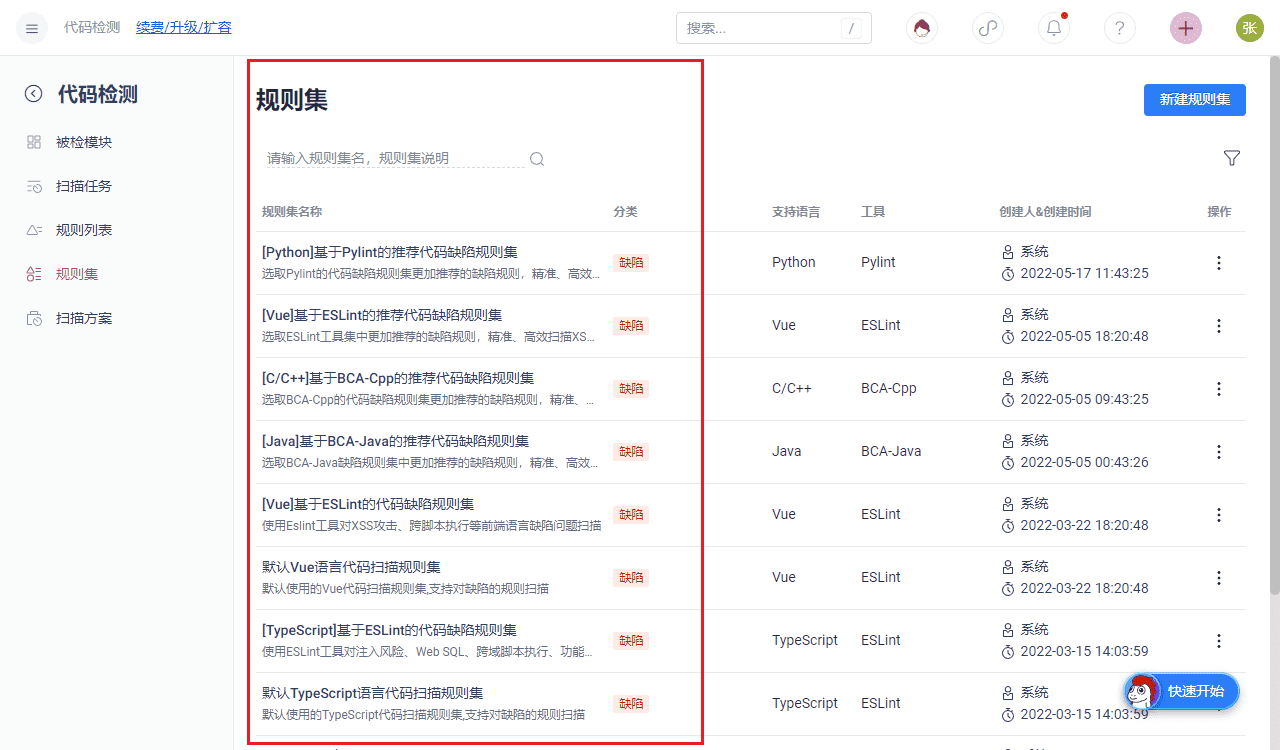 代码检测 续费/升级/扩容 搜索... / ? + 张
代码检测
被检模块
扫描任务
规则列表
规则集
扫描方案
规则集
新建规则集
请输入规则集名，规则集说明
规则集名称 分类 支持语言 工具 创建人&创建时间 操作
[Python]基于Pylint的推荐代码缺陷规则集
选取Pylint的代码缺陷规则集更加推荐的缺陷规则，精准、高效...
缺陷 Python Pylint
系统
2022-05-17 11:43:25
[Vue]基于ESLint的推荐代码缺陷规则集
选取ESLint工具集中更加推荐的缺陷规则，精准、高效扫描XS...
缺陷 Vue ESLint
系统
2022-05-05 18:20:48
[C/C++]基于BCA-Cpp的推荐代码缺陷规则集
选取BCA-Cpp的代码缺陷规则集更加推荐的缺陷规则，精准、...
缺陷 C/C++ BCA-Cpp
系统
2022-05-05 09:43:25
[Java]基于BCA-Java的推荐代码缺陷规则集
选取BCA-Java缺陷规则集中更加推荐的缺陷规则，精准、高效...
缺陷 Java BCA-Java
系统
2022-05-05 00:43:26
[Vue]基于ESLint的代码缺陷规则集
使用Eslint工具对XSS攻击、跨脚本执行等前端语言缺陷问题扫描
缺陷 Vue ESLint
系统
2022-03-22 18:20:48
默认Vue语言代码扫描规则集
默认使用的Vue代码扫描规则集,支持对缺陷的规则扫描
缺陷 Vue ESLint
系统
2022-03-22 18:20:48
[TypeScript]基于ESLint的代码缺陷规则集
使用ESLint工具对注入风险、Web SQL、跨域脚本执行、功能...
缺陷 TypeScript ESLint
系统
2022-03-15 14:03:59
默认TypeScript语言代码扫描规则集
默认使用的TypeScript代码扫描规则集,支持对缺陷的规则扫描
缺陷 TypeScript ESLint
系统
2022-03-15 14:03:59
快速开始